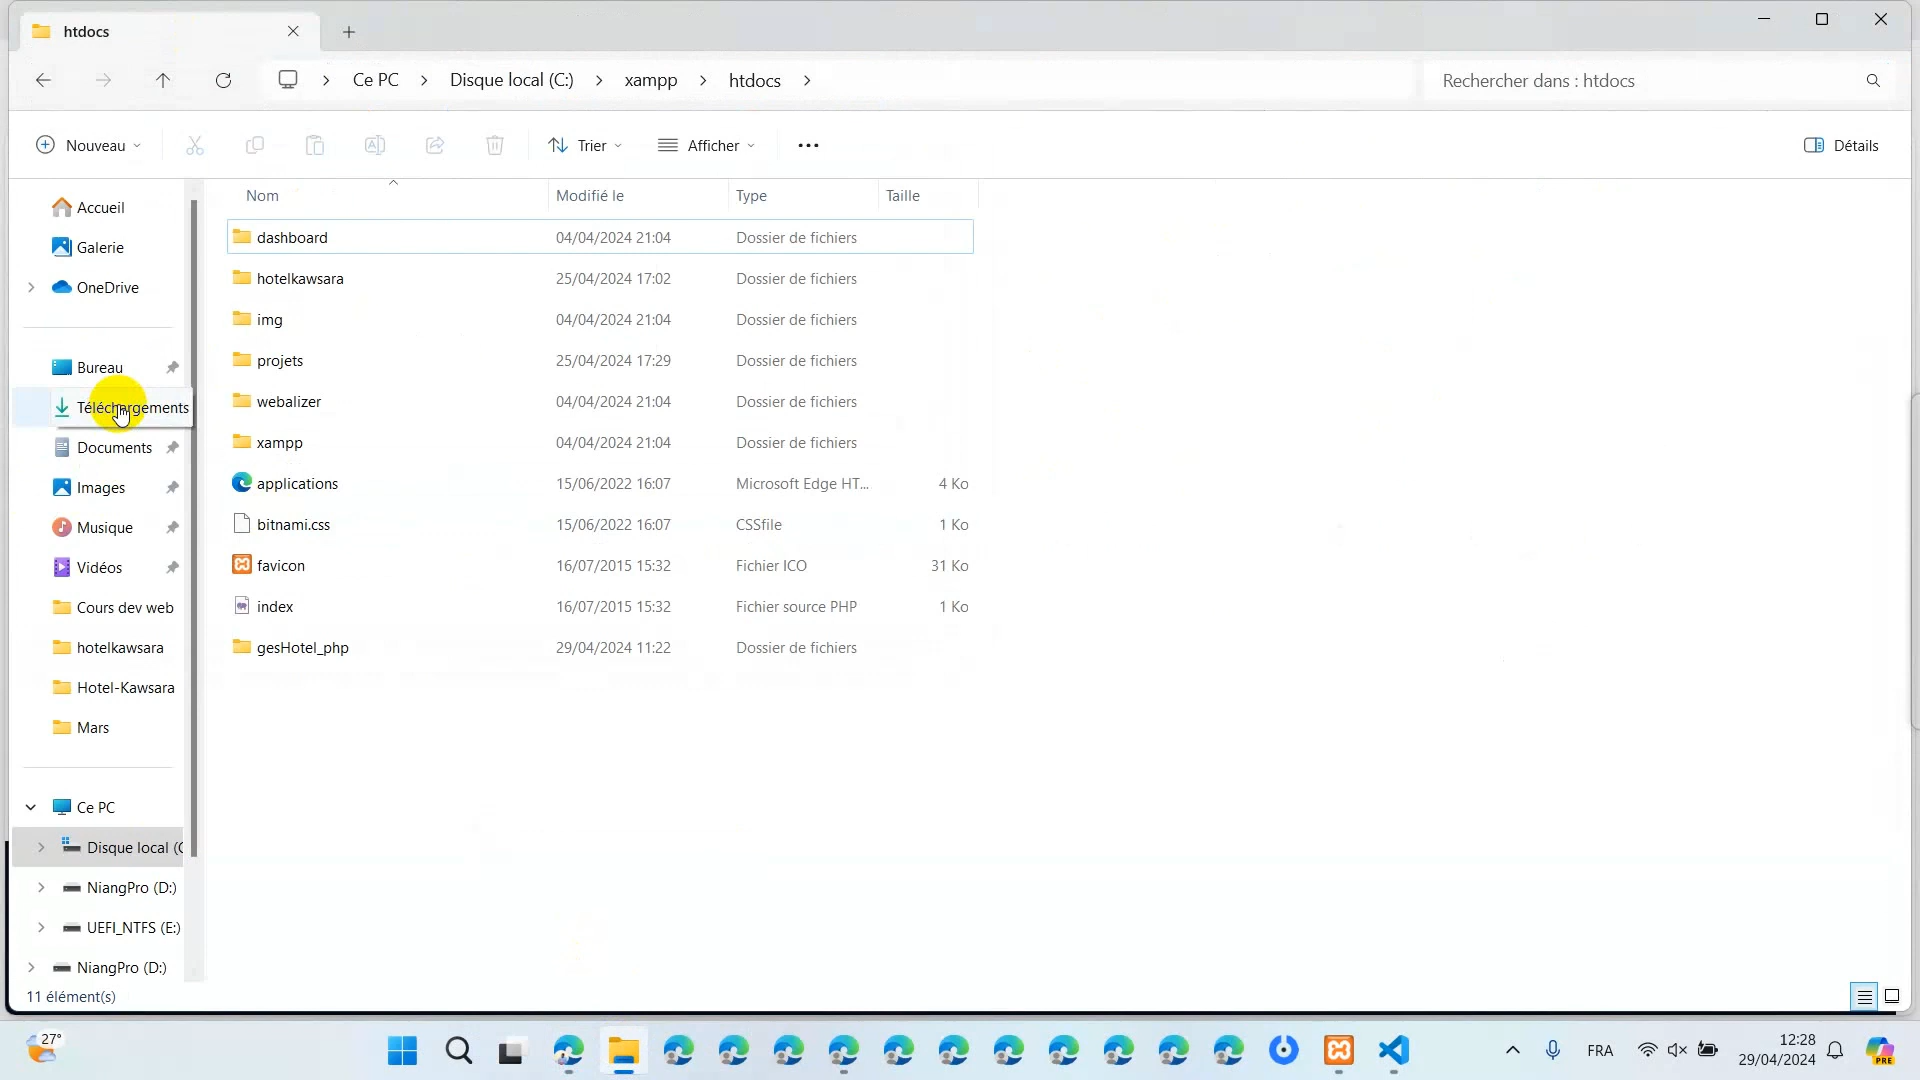 htdocs
Ce PC
Disque local (C:)
xampp
htdocs
Rechercher dans : htdocs
Nouveau
Trier
Afficher
Détails
Nom
Modifié le
Type
Taille
Accueil
Galerie
OneDrive
Bureau
Téléchargements
Documents
Images
Musique
Vidéos
Cours dev web
hotelkawsara
Hotel-Kawsara
Mars
Ce PC
Disque local (C
NiangPro (D:)
UEFI_NTFS (E:)
NiangPro (D:)
dashboard 04/04/2024 21:04 Dossier de fichiers
hotelkawsara 25/04/2024 17:02 Dossier de fichiers
img 04/04/2024 21:04 Dossier de fichiers
projets 25/04/2024 17:29 Dossier de fichiers
webalizer 04/04/2024 21:04 Dossier de fichiers
xampp 04/04/2024 21:04 Dossier de fichiers
applications 15/06/2022 16:07 Microsoft Edge HT... 4 Ko
bitnami.css 15/06/2022 16:07 CSSfile 1 Ko
favicon 16/07/2015 15:32 Fichier ICO 31 Ko
index 16/07/2015 15:32 Fichier source PHP 1 Ko
gesHotel_php 29/04/2024 11:22 Dossier de fichiers
11 élément(s)
27°
FRA
12:28
29/04/2024
PRE